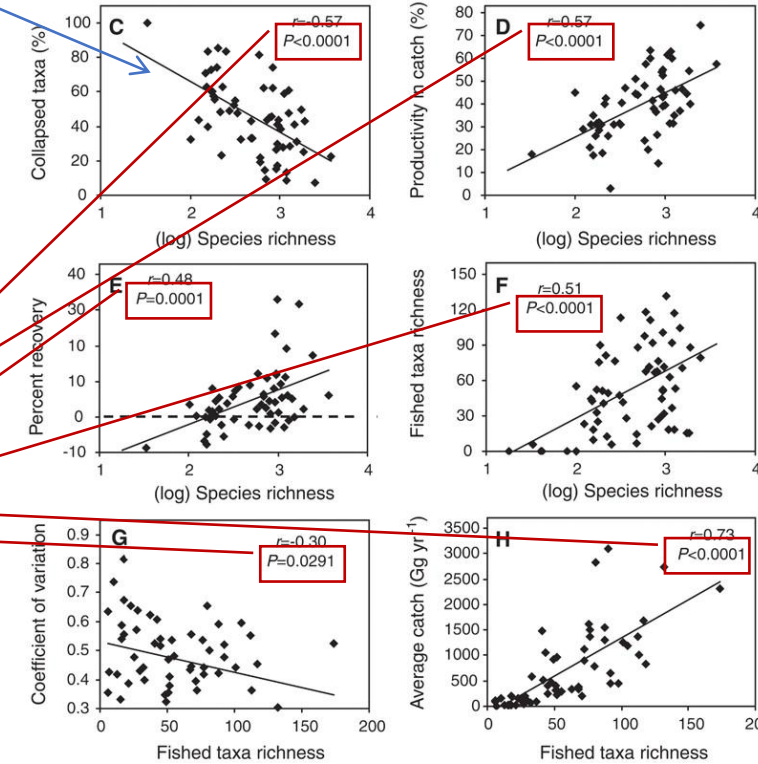 C
r=-0.57
P<0.0001
Collapsed taxa (%)
100
80
60
40
20
0
1 2 3 4
(log) Species richness
D
r=0.57
P<0.0001
Productivity in catch (%)
80
70
60
50
40
30
20
10
0
1 2 3 4
(log) Species richness
E
r=0.48
P=0.0001
Percent recovery
40
30
10
10
0
-10
1 2 3 4
(log) Species richness
F
r=0.51
P<0.0001
Fished taxa richness
150
120
90
60
30
0
1 2 3 4
(log) Species richness
G
r=-0.30
P=0.0291
Coefficient of variation
0.9
0.8
0.7
0.6
0.5
0.4
0.3
0 50 100 150 200
Fished taxa richness
H
r=0.73
P<0.0001
Average catch (Gg yr-1)
3500
3000
2500
2000
1500
1000
500
0
0 50 100 150 20
Fished taxa richness